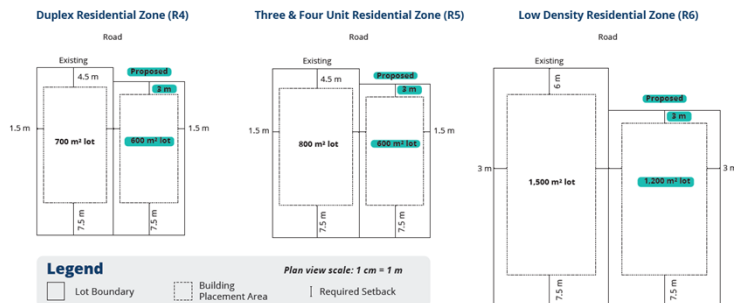 Duplex Residential Zone (R4)
Road
Existing
Proposed
4.5 m
3 m
1.5 m
1.5 m
700 m² lot
600 m² lot
7.5 m
7.5 m
Three & Four Unit Residential Zone (R5)
Road
Existing
Proposed
4.5 m
3 m
1.5 m
1.5 m
800 m² lot
600 m² lot
7.5 m
7.5 m
Low Density Residential Zone (R6)
Road
Existing
6 m
Proposed
3 m
3 m
3 m
1,500 m² lot
1,200 m² lot
7.5 m
7.5 m
Legend
Plan view scale: 1 cm = 1 m
Lot Boundary
Building
Placement Area
Required Setback